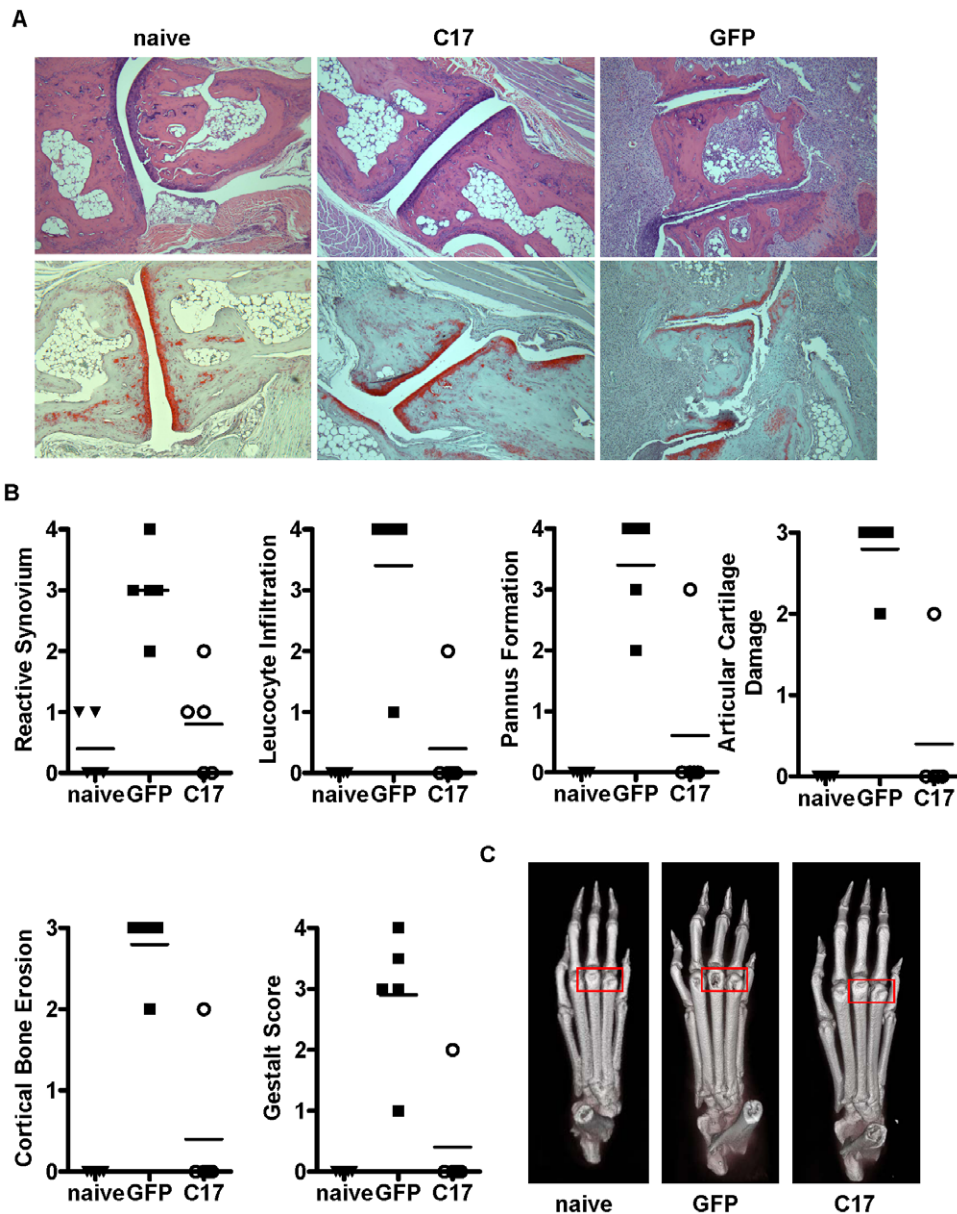 A
naive C17 GFP
B
Reactive Synovium
4
3
2
1
0
naive GFP C17
Leucocyte Infiltration
4
3
2
1
0
naive GFP C17
Pannus Formation
4
3
2
1
0
naive GFP C17
Articular Cartilage
Damage
3
2
1
0
naive GFP C17
Cortical Bone Erosion
3
2
1
0
naive GFP C17
Gestalt Score
4
3
2
1
0
naive GFP C17
C
naive GFP C17